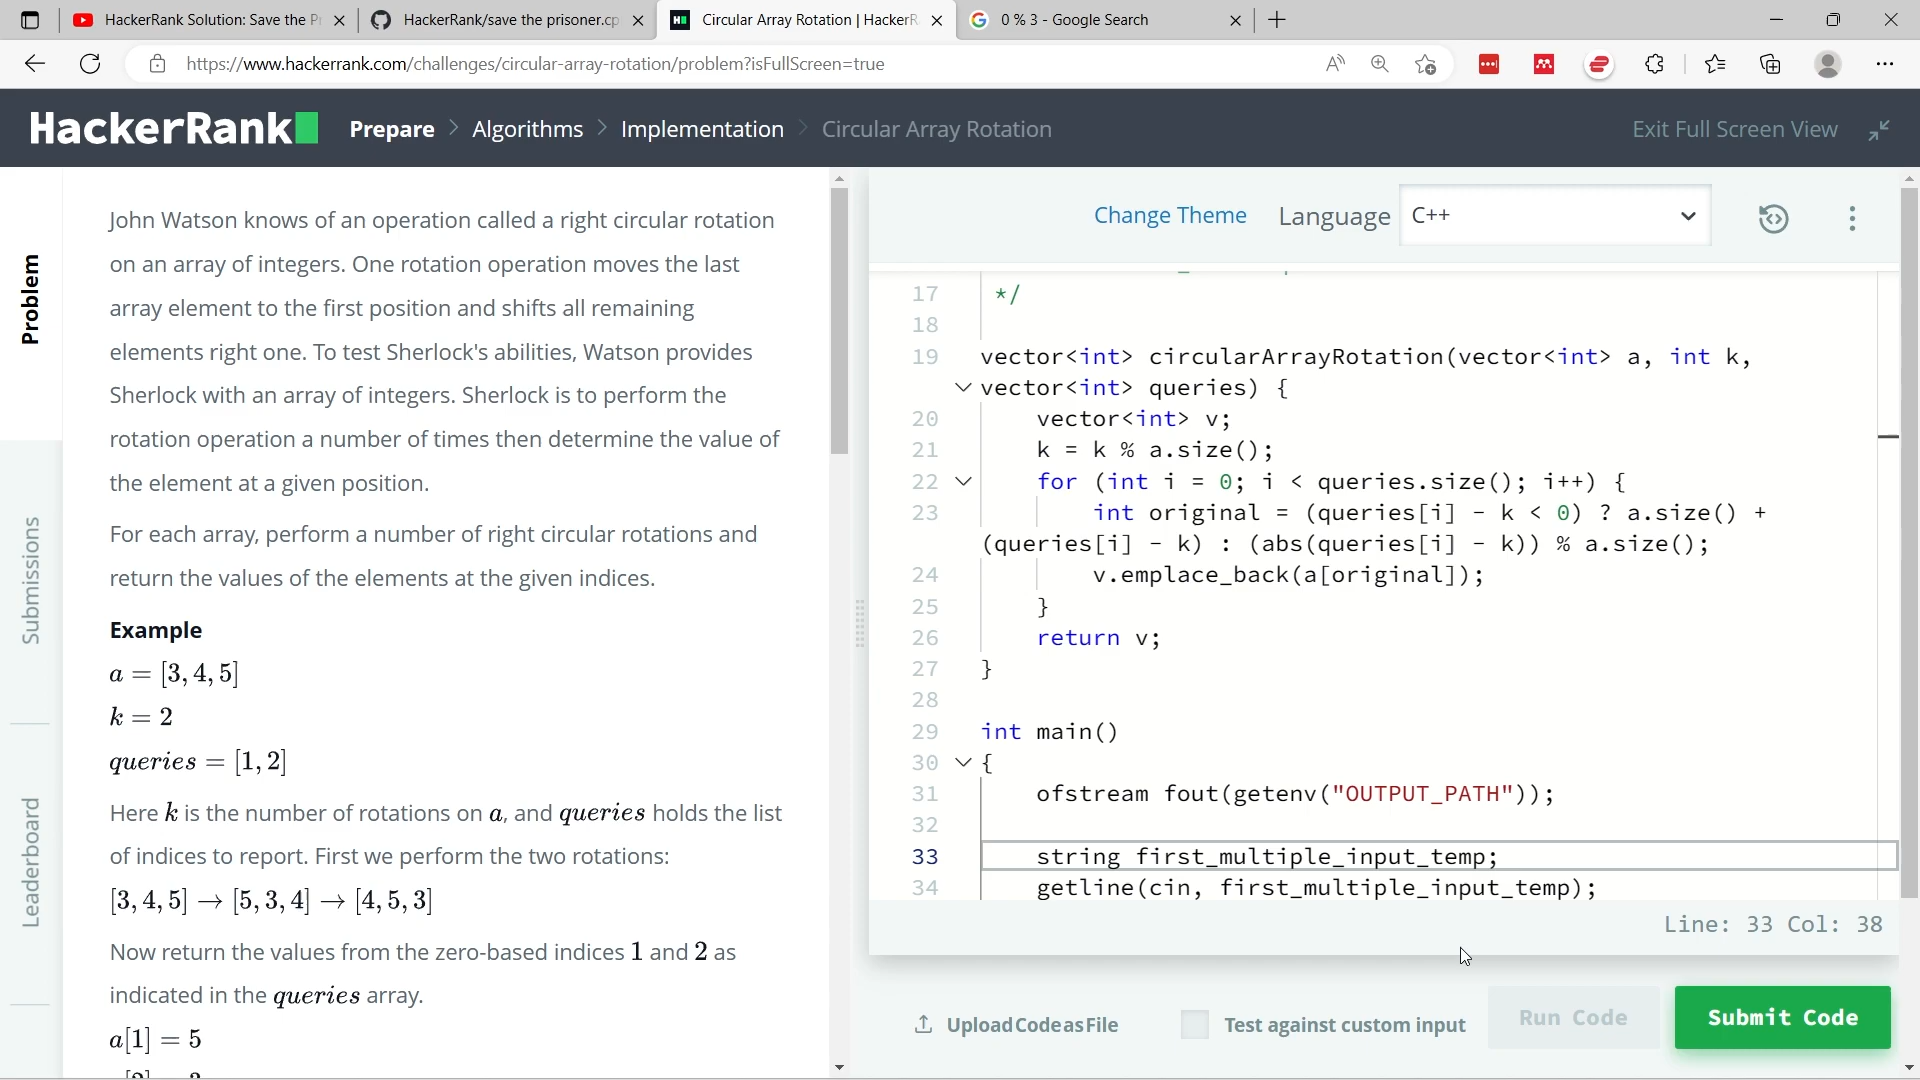 HackerRank Solution: Save the Pr
HackerRank/save the prisoner.cp
Circular Array Rotation | HackerR
0 % 3 - Google Search
https://www.hackerrank.com/challenges/circular-array-rotation/problem?isFullScreen=true
HackerRank
Prepare > Algorithms > Implementation > Circular Array Rotation
Exit Full Screen View
Problem
Submissions
Leaderboard
John Watson knows of an operation called a right circular rotation
on an array of integers. One rotation operation moves the last
array element to the first position and shifts all remaining
elements right one. To test Sherlock's abilities, Watson provides
Sherlock with an array of integers. Sherlock is to perform the
rotation operation a number of times then determine the value of
the element at a given position.
For each array, perform a number of right circular rotations and
return the values of the elements at the given indices.
Example
a = [3, 4, 5]
k = 2
queries = [1, 2]
Here k is the number of rotations on a, and queries holds the list
of indices to report. First we perform the two rotations:
[3, 4, 5] → [5, 3, 4] → [4, 5, 3]
Now return the values from the zero-based indices 1 and 2 as
indicated in the queries array.
a[1] = 5
Change Theme
Language
C++
17 */
18
19 vector<int> circularArrayRotation(vector<int> a, int k,
vector<int> queries) {
20 vector<int> v;
21 k = k % a.size();
22 for (int i = 0; i < queries.size(); i++) {
23 int original = (queries[i] - k < 0) ? a.size() +
(queries[i] - k) : (abs(queries[i] - k)) % a.size();
24 v.emplace_back(a[original]);
25 }
26 return v;
27 }
28
29 int main()
30 {
31 ofstream fout(getenv("OUTPUT_PATH"));
32
33 string first_multiple_input_temp;
34 getline(cin, first_multiple_input_temp);
Line: 33 Col: 38
Upload Code as File
Test against custom input
Run Code
Submit Code